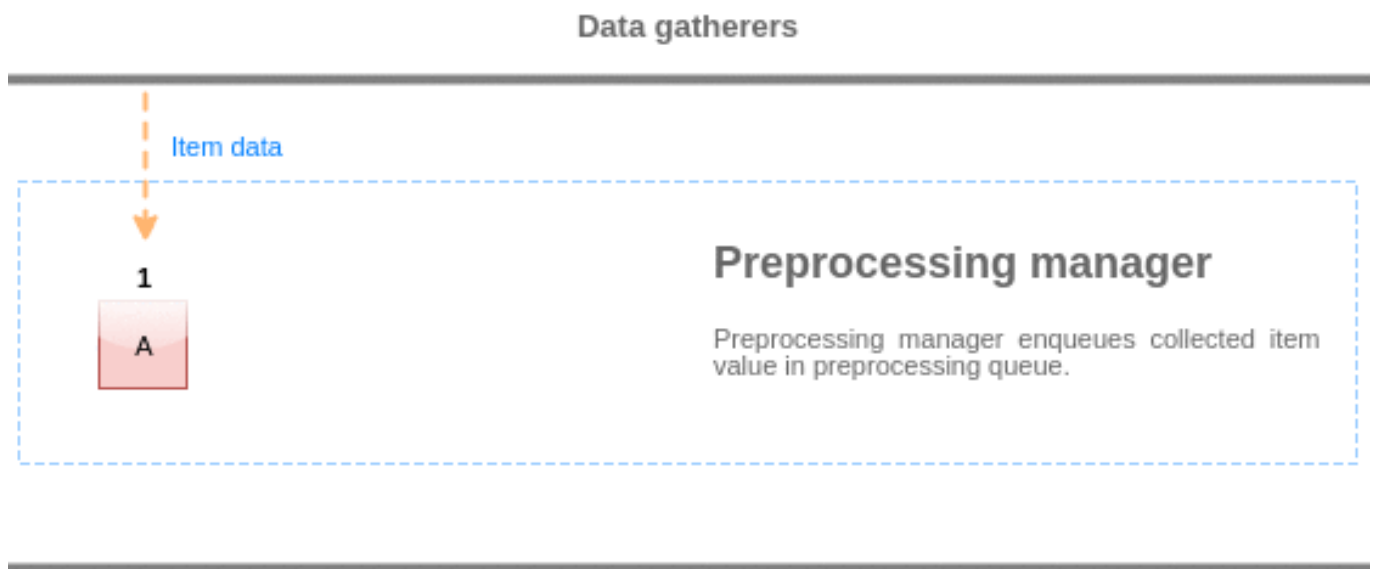 Data gatherers
Item data
1
A
Preprocessing manager
Preprocessing manager enqueues collected item
value in preprocessing queue.